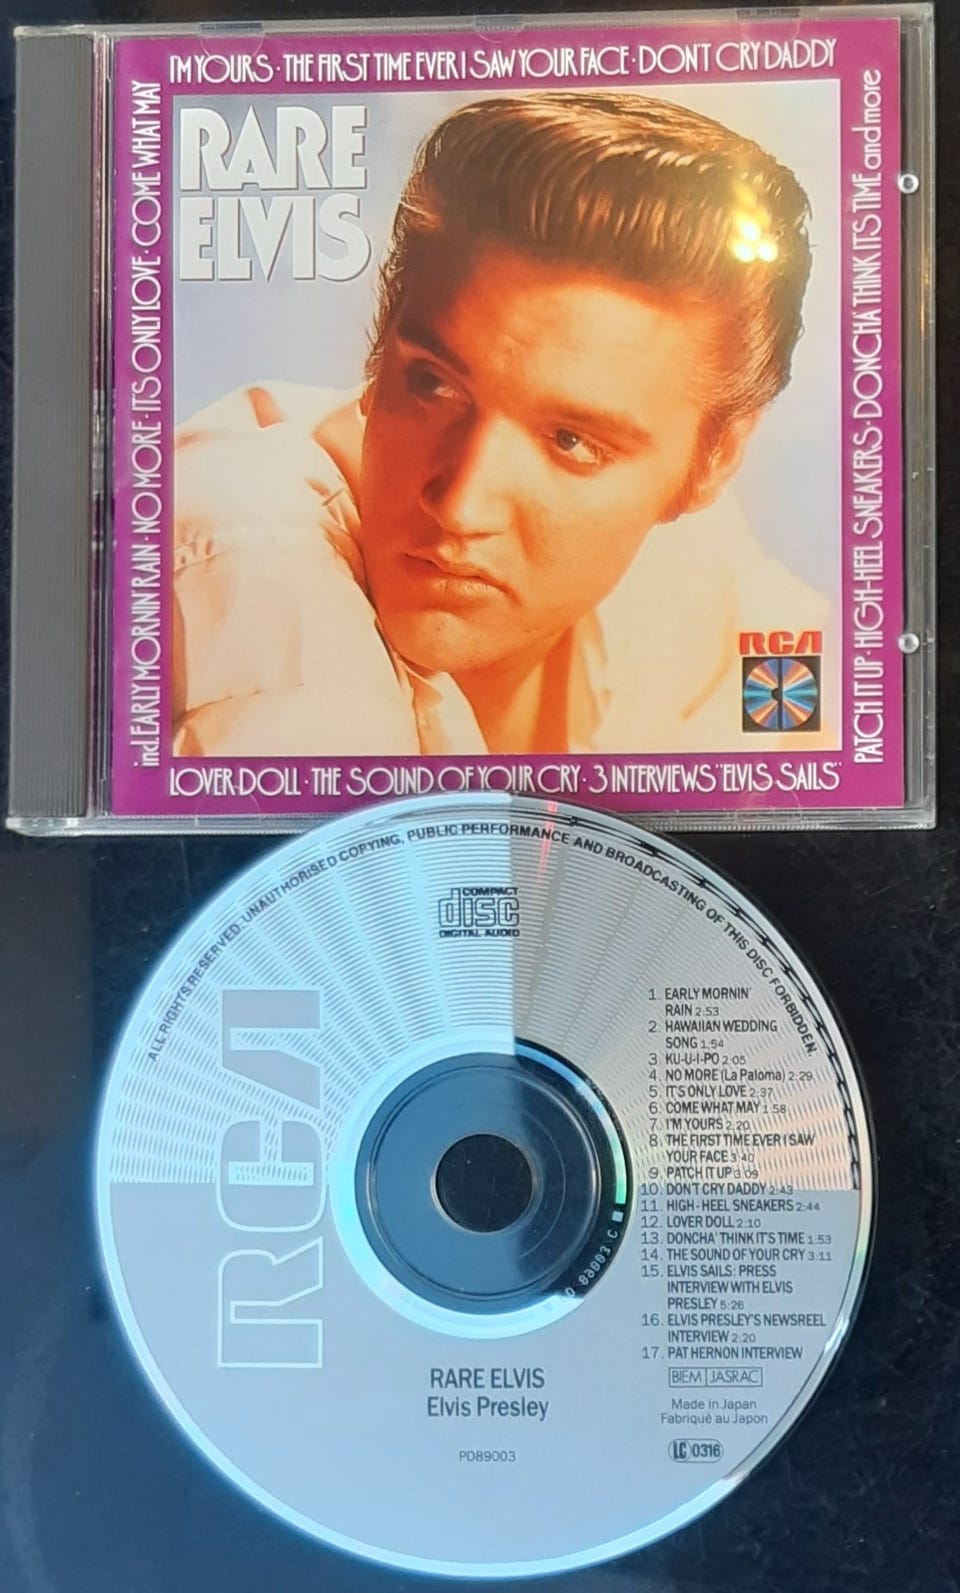 I'M YOURS · THE FIRST TIME EVER I SAW YOUR FACE · DON'T CRY DADDY
incl. EARLY MORNIN' RAIN · NO MORE · IT'S ONLY LOVE · COME WHAT MAY
RARE
ELVIS
PATCH IT UP · HIGH-HEEL SNEAKERS · DONCHA' THINK IT'S TIME and more
RCA
LOVER DOLL · THE SOUND OF YOUR CRY · 3 INTERVIEWS "ELVIS SAILS"
ALL RIGHTS RESERVED. UNAUTHORISED COPYING, PUBLIC PERFORMANCE AND BROADCASTING OF THIS DISC FORBIDDEN.
COMPACT
disc
DIGITAL AUDIO
RCA
1. EARLY MORNIN'
RAIN 2:53
2. HAWAIIAN WEDDING
SONG 1:54
3. KU-U-I-PO 2:05
4. NO MORE (La Paloma) 2:29
5. IT'S ONLY LOVE 2:37
6. COME WHAT MAY 1:58
7. I'M YOURS 2:20
8. THE FIRST TIME EVER I SAW
YOUR FACE 3:40
9. PATCH IT UP 3:09
10. DON'T CRY DADDY 2:43
11. HIGH-HEEL SNEAKERS 2:44
12. LOVER DOLL 2:10
13. DONCHA' THINK IT'S TIME 1:53
14. THE SOUND OF YOUR CRY 3:11
15. ELVIS SAILS: PRESS
INTERVIEW WITH ELVIS
PRESLEY 5:26
16. ELVIS PRESLEY'S NEWSREEL
INTERVIEW 2:20
17. PAT HERNON INTERVIEW
BIEM JASRAC
Made in Japan
Fabriqué au Japon
LC 0316
RARE ELVIS
Elvis Presley
PD89003